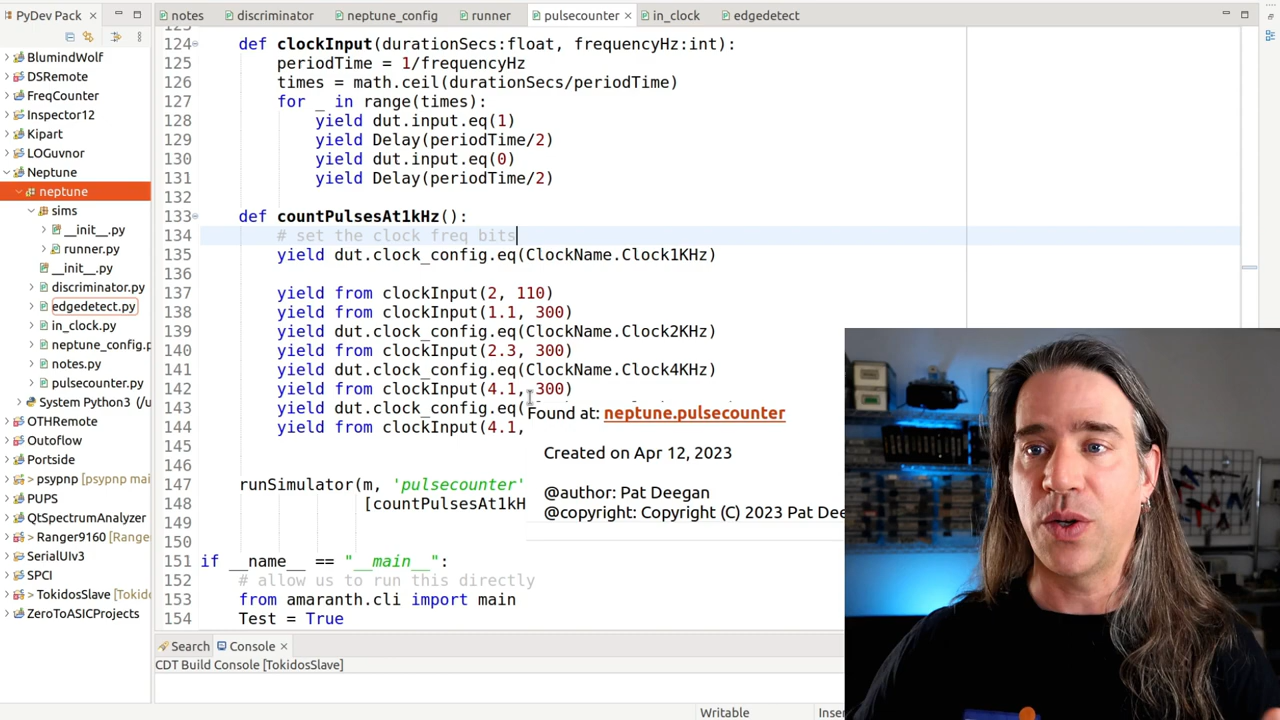 PyDev Pack
notes
discriminator
neptune_config
runner
pulsecounter
in_clock
edgedetect
BlumindWolf
DSRemote
FreqCounter
Inspector12
Kipart
LOGuvnor
Neptune
neptune
sims
__init__.py
runner.py
__init__.py
discriminator.py
edgedetect.py
in_clock.py
neptune_config.p
notes.py
pulsecounter.py
System Python3 (/u
OTHRemote
Outoflow
Portside
> psypnp [psypnp mai
PUPS
QtSpectrumAnalyzer
> Ranger9160 [Range
SerialUIv3
SPCI
> TokidosSlave [Tokido
ZeroToASICProjects
124 def clockInput(durationSecs:float, frequencyHz:int):
125 periodTime = 1/frequencyHz
126 times = math.ceil(durationSecs/periodTime)
127 for _ in range(times):
128 yield dut.input.eq(1)
129 yield Delay(periodTime/2)
130 yield dut.input.eq(0)
131 yield Delay(periodTime/2)
132
133 def countPulsesAt1kHz():
134 # set the clock freq bits
135 yield dut.clock_config.eq(ClockName.Clock1KHz)
136
137 yield from clockInput(2, 110)
138 yield from clockInput(1.1, 300)
139 yield dut.clock_config.eq(ClockName.Clock2KHz)
140 yield from clockInput(2.3, 300)
141 yield dut.clock_config.eq(ClockName.Clock4KHz)
142 yield from clockInput(4.1, 300)
143 yield dut.clock_config.eq(
144 yield from clockInput(4.1,
145
146
147 runSimulator(m, 'pulsecounter'
148 [countPulsesAt1kH
149
150
151 if __name__ == "__main__":
152 # allow us to run this directly
153 from amaranth.cli import main
154 Test = True
Found at: neptune.pulsecounter
Created on Apr 12, 2023
@author: Pat Deegan
@copyright: Copyright (C) 2023 Pat Dee
Search
Console
CDT Build Console [TokidosSlave]
Writable
Inser